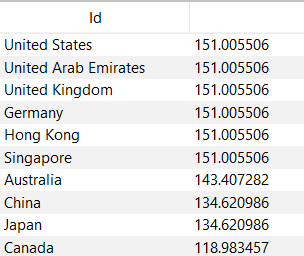 Id
United States 151.005506
United Arab Emirates 151.005506
United Kingdom 151.005506
Germany 151.005506
Hong Kong 151.005506
Singapore 151.005506
Australia 143.407282
China 134.620986
Japan 134.620986
Canada 118.983457